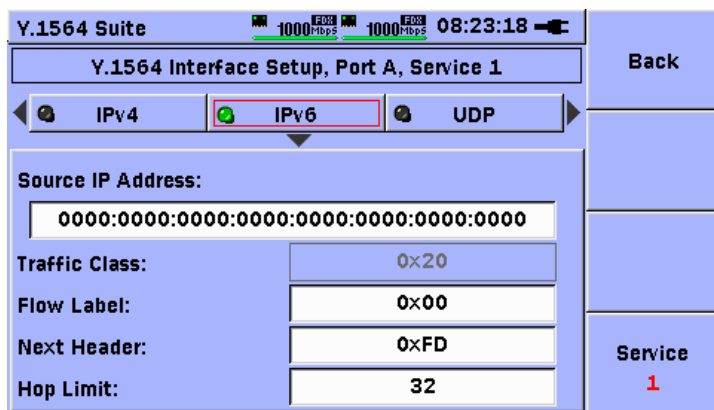 Y.1564 Suite 1000 FDX Mbps 1000 FDX Mbps 08:23:18
Y.1564 Interface Setup, Port A, Service 1
Back
IPv4 IPv6 UDP
Source IP Address:
0000:0000:0000:0000:0000:0000:0000:0000
Traffic Class: 0x20
Flow Label: 0x00
Next Header: 0xFD
Hop Limit: 32
Service
1